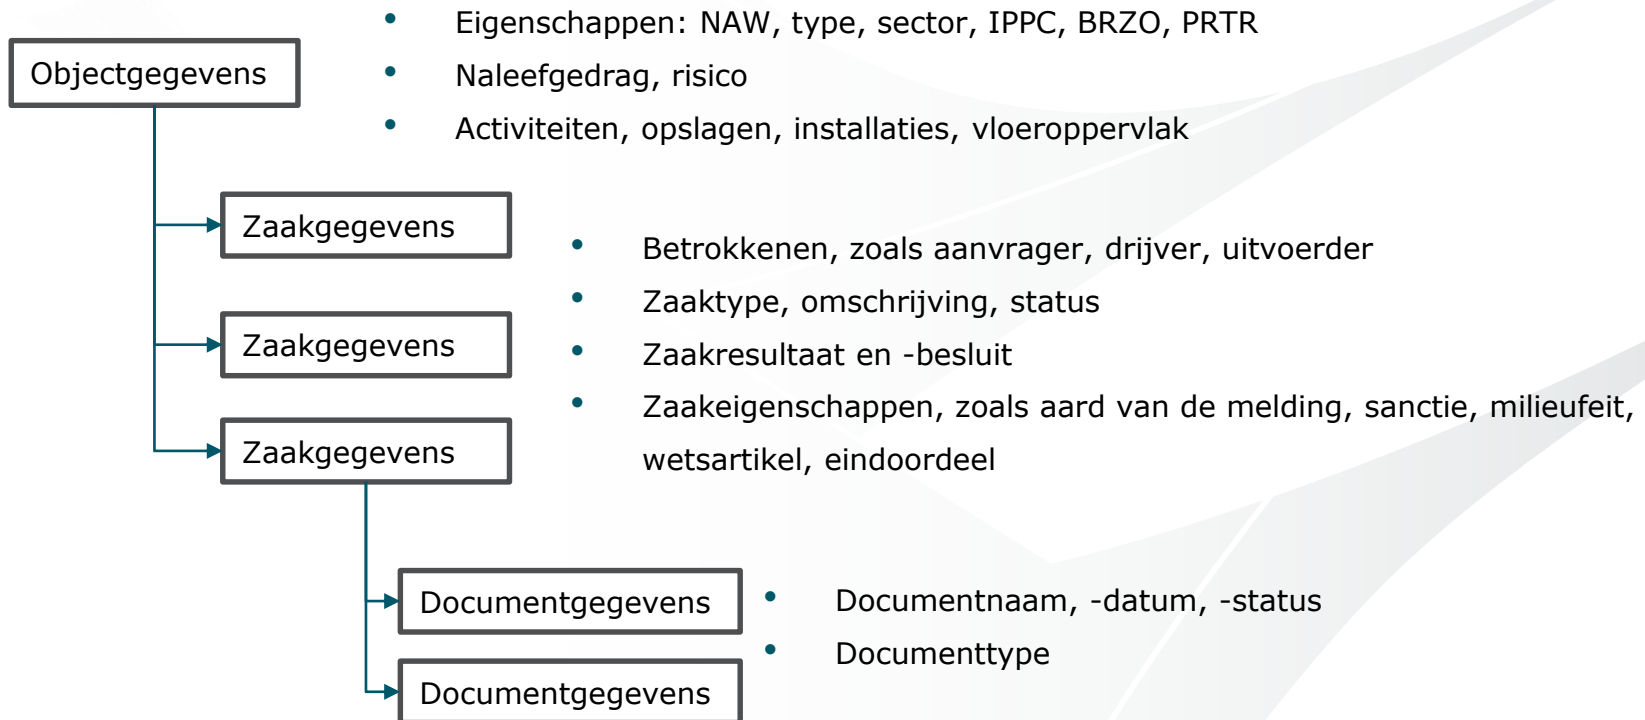 • Eigenschappen: NAW, type, sector, IPPC, BRZO, PRTR
Objectgegevens
• Naleefgedrag, risico
• Activiteiten, opslagen, installaties, vloeroppervlak
Zaakgegevens
• Betrokkenen, zoals aanvrager, drijver, uitvoerder
• Zaaktype, omschrijving, status
Zaakgegevens
• Zaakresultaat en -besluit
• Zaakeigenschappen, zoals aard van de melding, sanctie, milieufeit,
wetsartikel, eindoordeel
Zaakgegevens
Documentgegevens
• Documentnaam, -datum, -status
• Documenttype
Documentgegevens